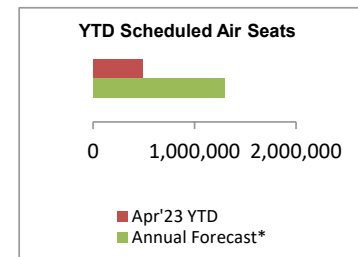 YTD Scheduled Air Seats
0 1,000,000 2,000,000
Apr'23 YTD
Annual Forecast*